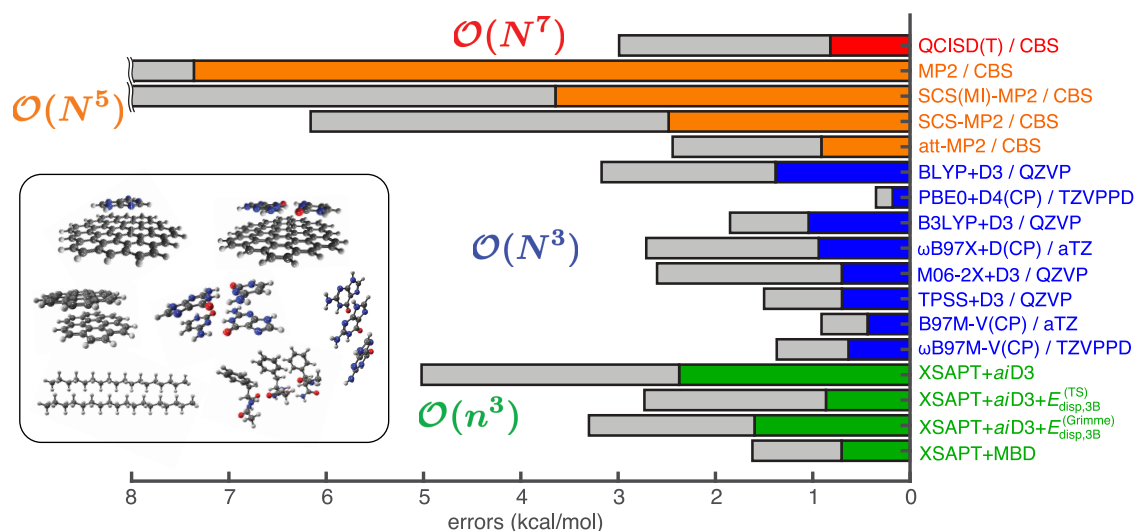 O(N⁷)
QCISD(T) / CBS
MP2 / CBS
O(N⁵)
SCS(MI)-MP2 / CBS
SCS-MP2 / CBS
att-MP2 / CBS
BLYP+D3 / QZVP
PBE0+D4(CP) / TZVPPD
B3LYP+D3 / QZVP
O(N³)
ωB97X+D(CP) / aTZ
M06-2X+D3 / QZVP
TPSS+D3 / QZVP
B97M-V(CP) / aTZ
ωB97M-V(CP) / TZVPPD
XSAPT+aiD3
O(n³)
XSAPT+aiD3+E_disp,3B^(TS)
XSAPT+aiD3+E_disp,3B^(Grimme)
XSAPT+MBD
8 7 6 5 4 3 2 1 0
errors (kcal/mol)